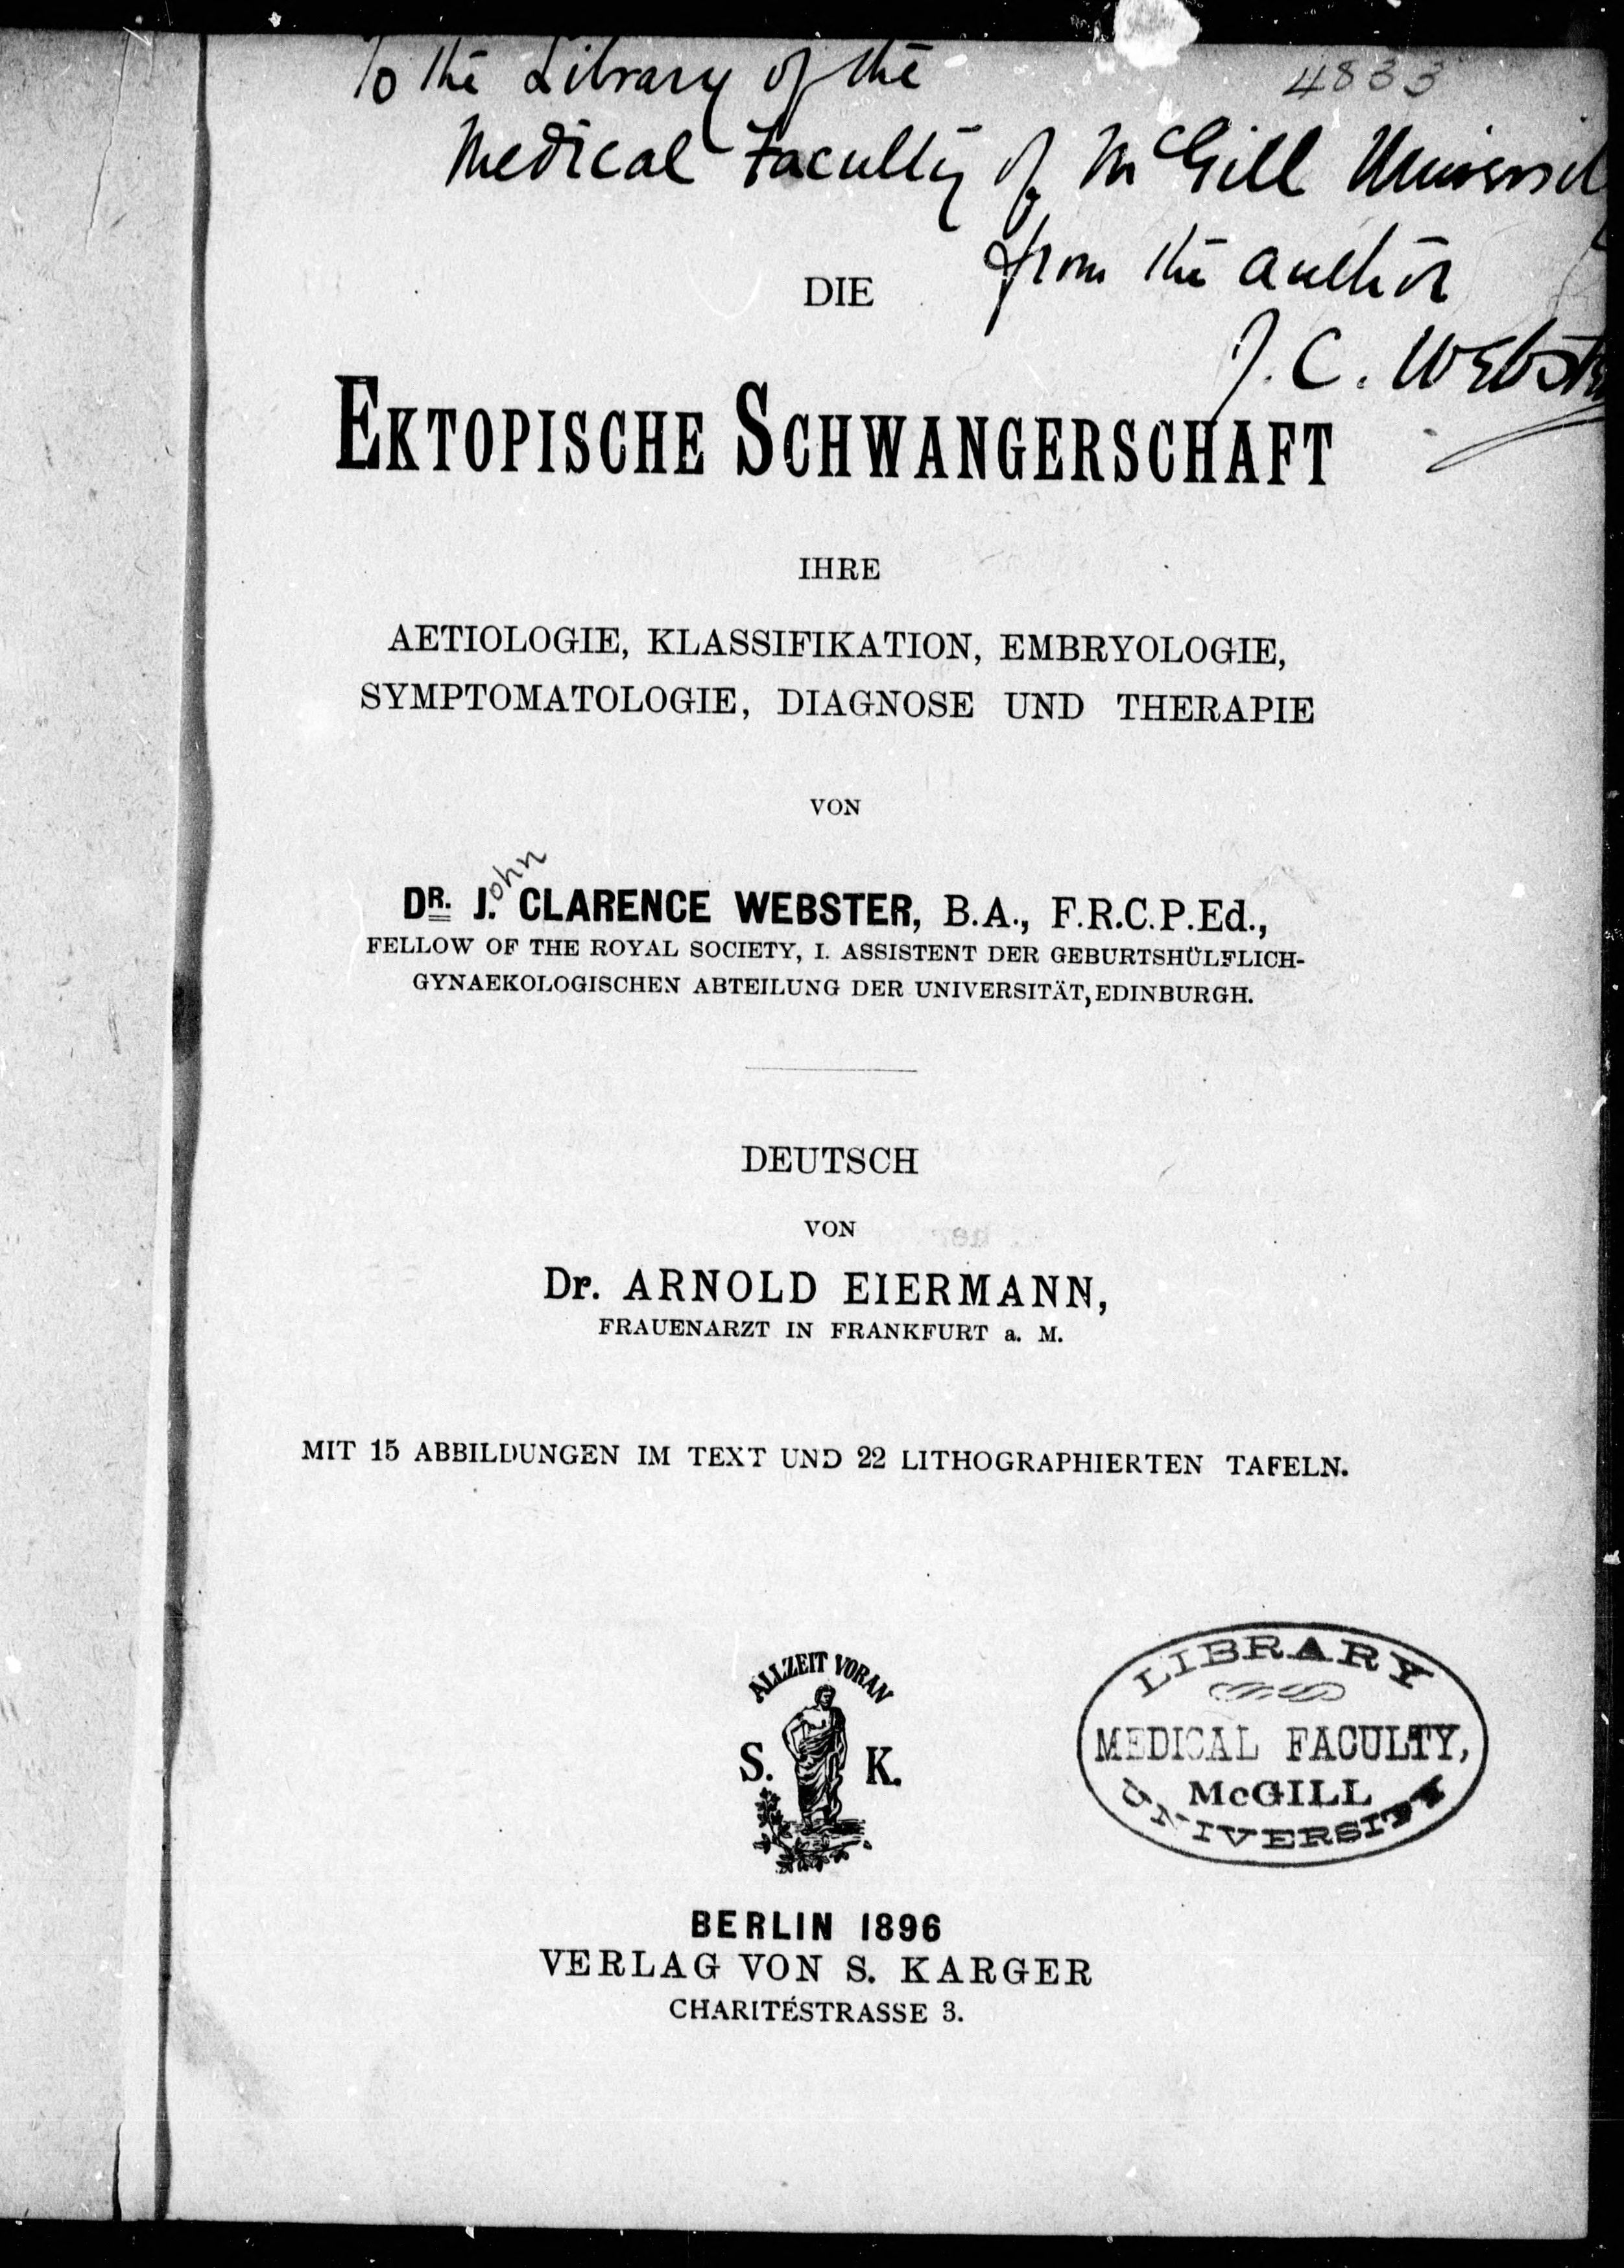 To the Library of the
4833
Medical Faculty of McGill Universit
from the author
J. C. Webster
DIE
EKTOPISCHE SCHWANGERSCHAFT
IHRE
AETIOLOGIE, KLASSIFIKATION, EMBRYOLOGIE,
SYMPTOMATOLOGIE, DIAGNOSE UND THERAPIE
VON
ohn
DR. J. CLARENCE WEBSTER, B.A., F.R.C.P.Ed.,
FELLOW OF THE ROYAL SOCIETY, I. ASSISTENT DER GEBURTSHÜLFLICH-
GYNAEKOLOGISCHEN ABTEILUNG DER UNIVERSITÄT, EDINBURGH.
DEUTSCH
VON
Dr. ARNOLD EIERMANN,
FRAUENARZT IN FRANKFURT a. M.
MIT 15 ABBILDUNGEN IM TEXT UND 22 LITHOGRAPHIERTEN TAFELN.
ALLZEIT VORAN
S. K.
LIBRARY
MEDICAL FACULTY,
McGILL
UNIVERSITY
BERLIN 1896
VERLAG VON S. KARGER
CHARITÉSTRASSE 3.